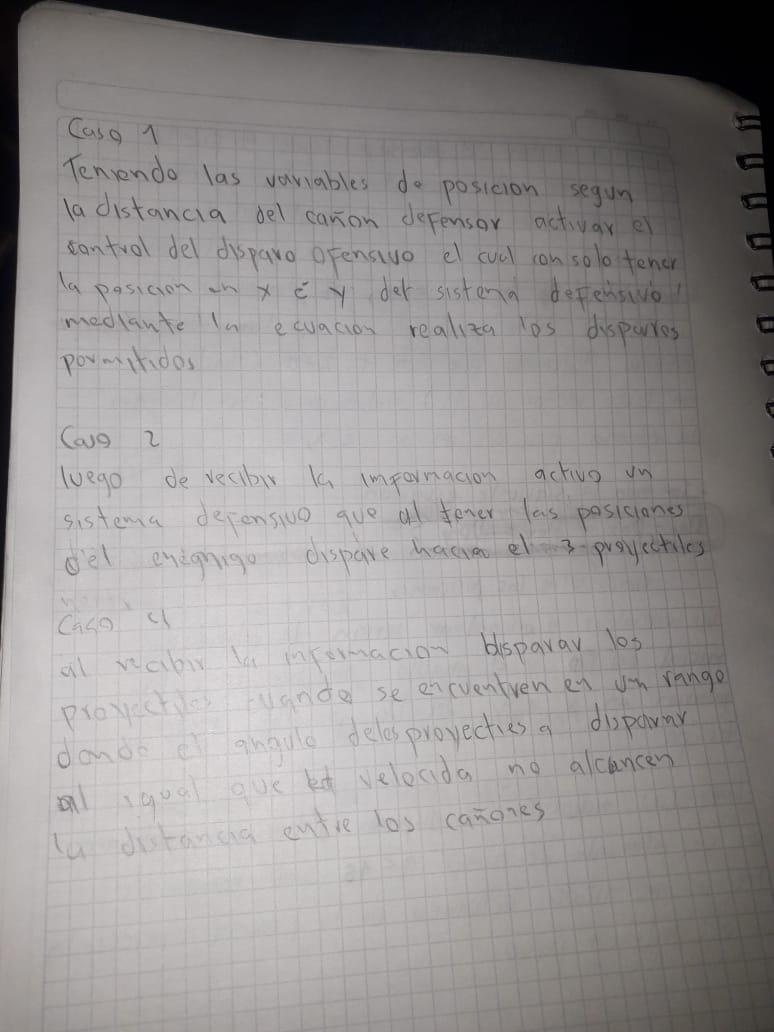 Caso 1
Teniendo las variables de posicion segun
la distancia del cañon defensor activar el
control del disparo ofensivo el cual con solo tener
la posicion en x e y del sistema defensivo
mediante la ecuacion realiza los dispares
permitidos
Caso 2
luego de recibir la informacion activo un
sistema defensivo que al tener las posiciones
del enemigo dispare hacia el 3 proyectiles
Caso 4
al recibir la informacion disparar los
proyectiles cuando se encuentren en un rango
donde el angulo delos proyecties a disparar
al igual que la velocida no alcancen
la distancia entre los cañones